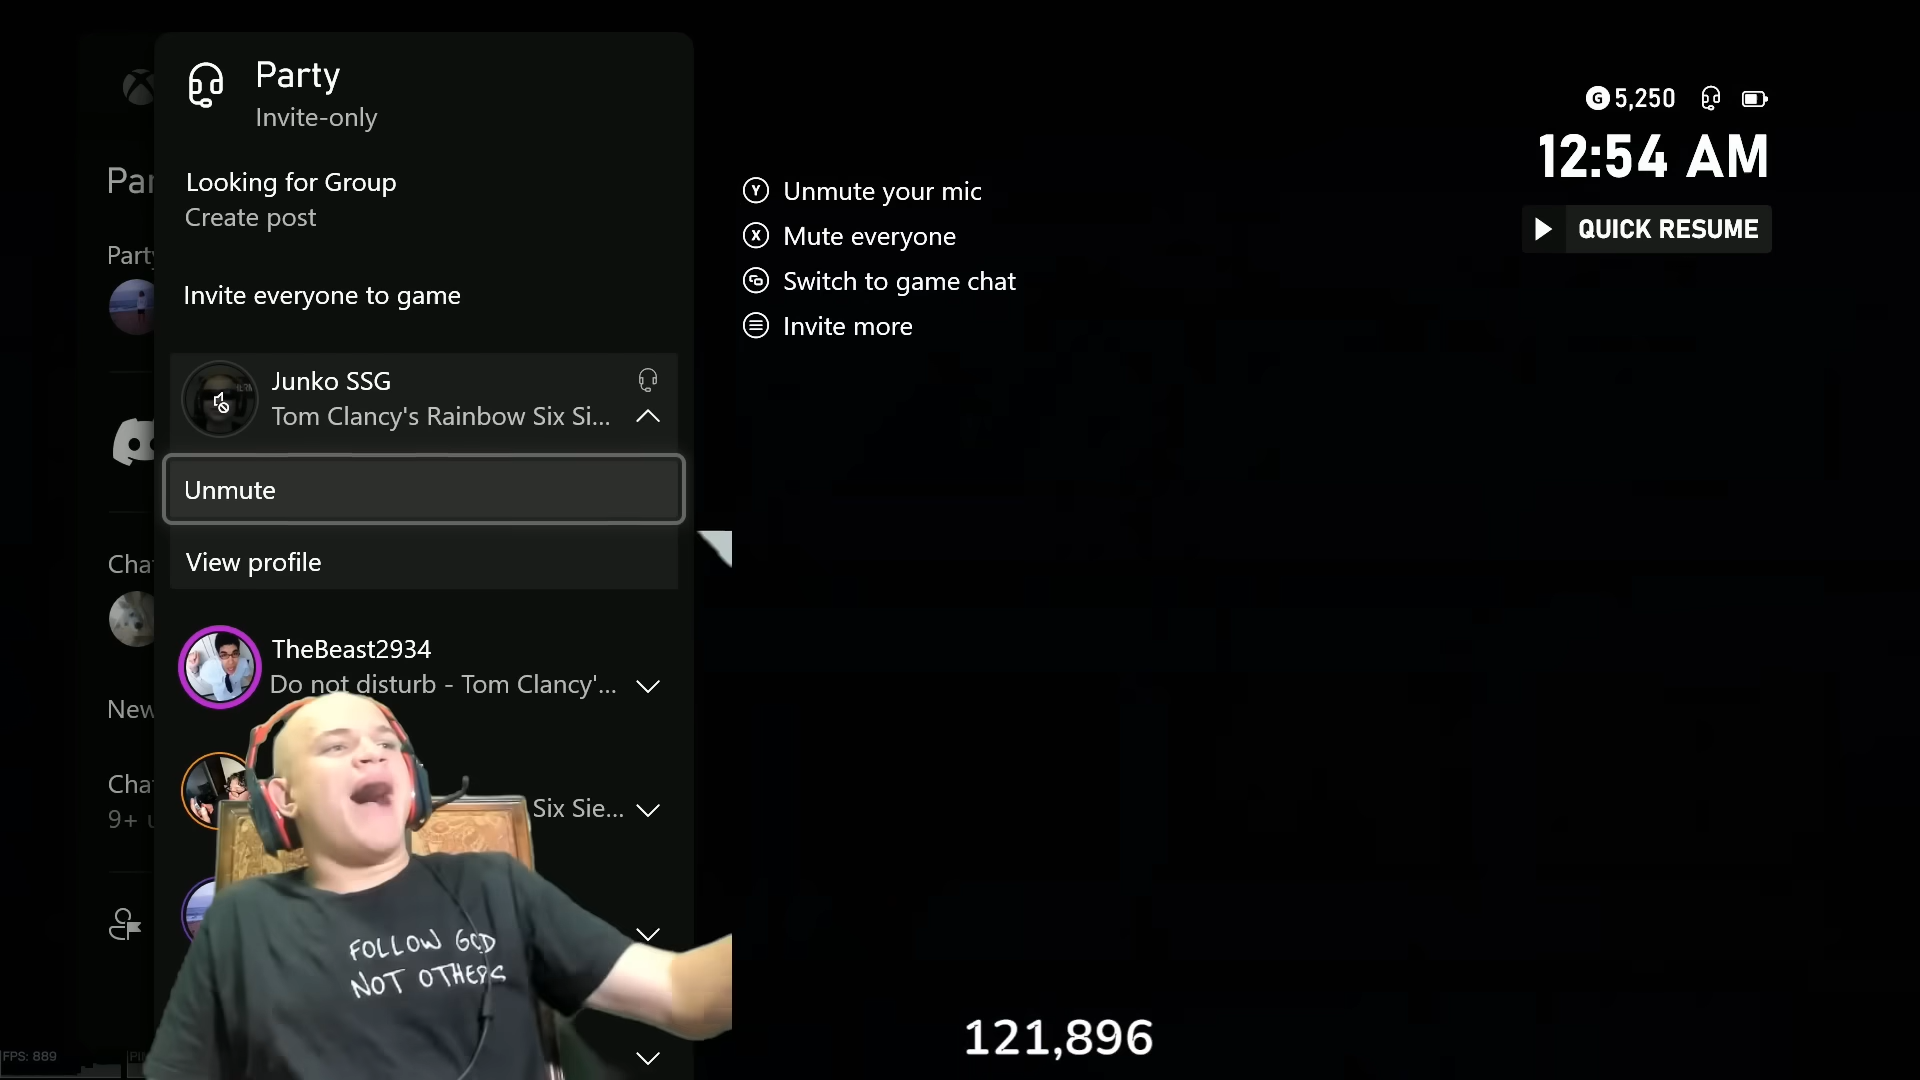 Party
Invite-only
Looking for Group
Create post
Invite everyone to game
Junko SSG
Tom Clancy's Rainbow Six Si...
Unmute
View profile
TheBeast2934
Do not disturb - Tom Clancy'...
Six Sie...
Par
Party
Cha
New
Cha
9+
FOLLOW GOD
NOT OTHERS
FPS: 889
PI
Y Unmute your mic
X Mute everyone
Switch to game chat
Invite more
G 5,250
12:54 AM
QUICK RESUME
121,896